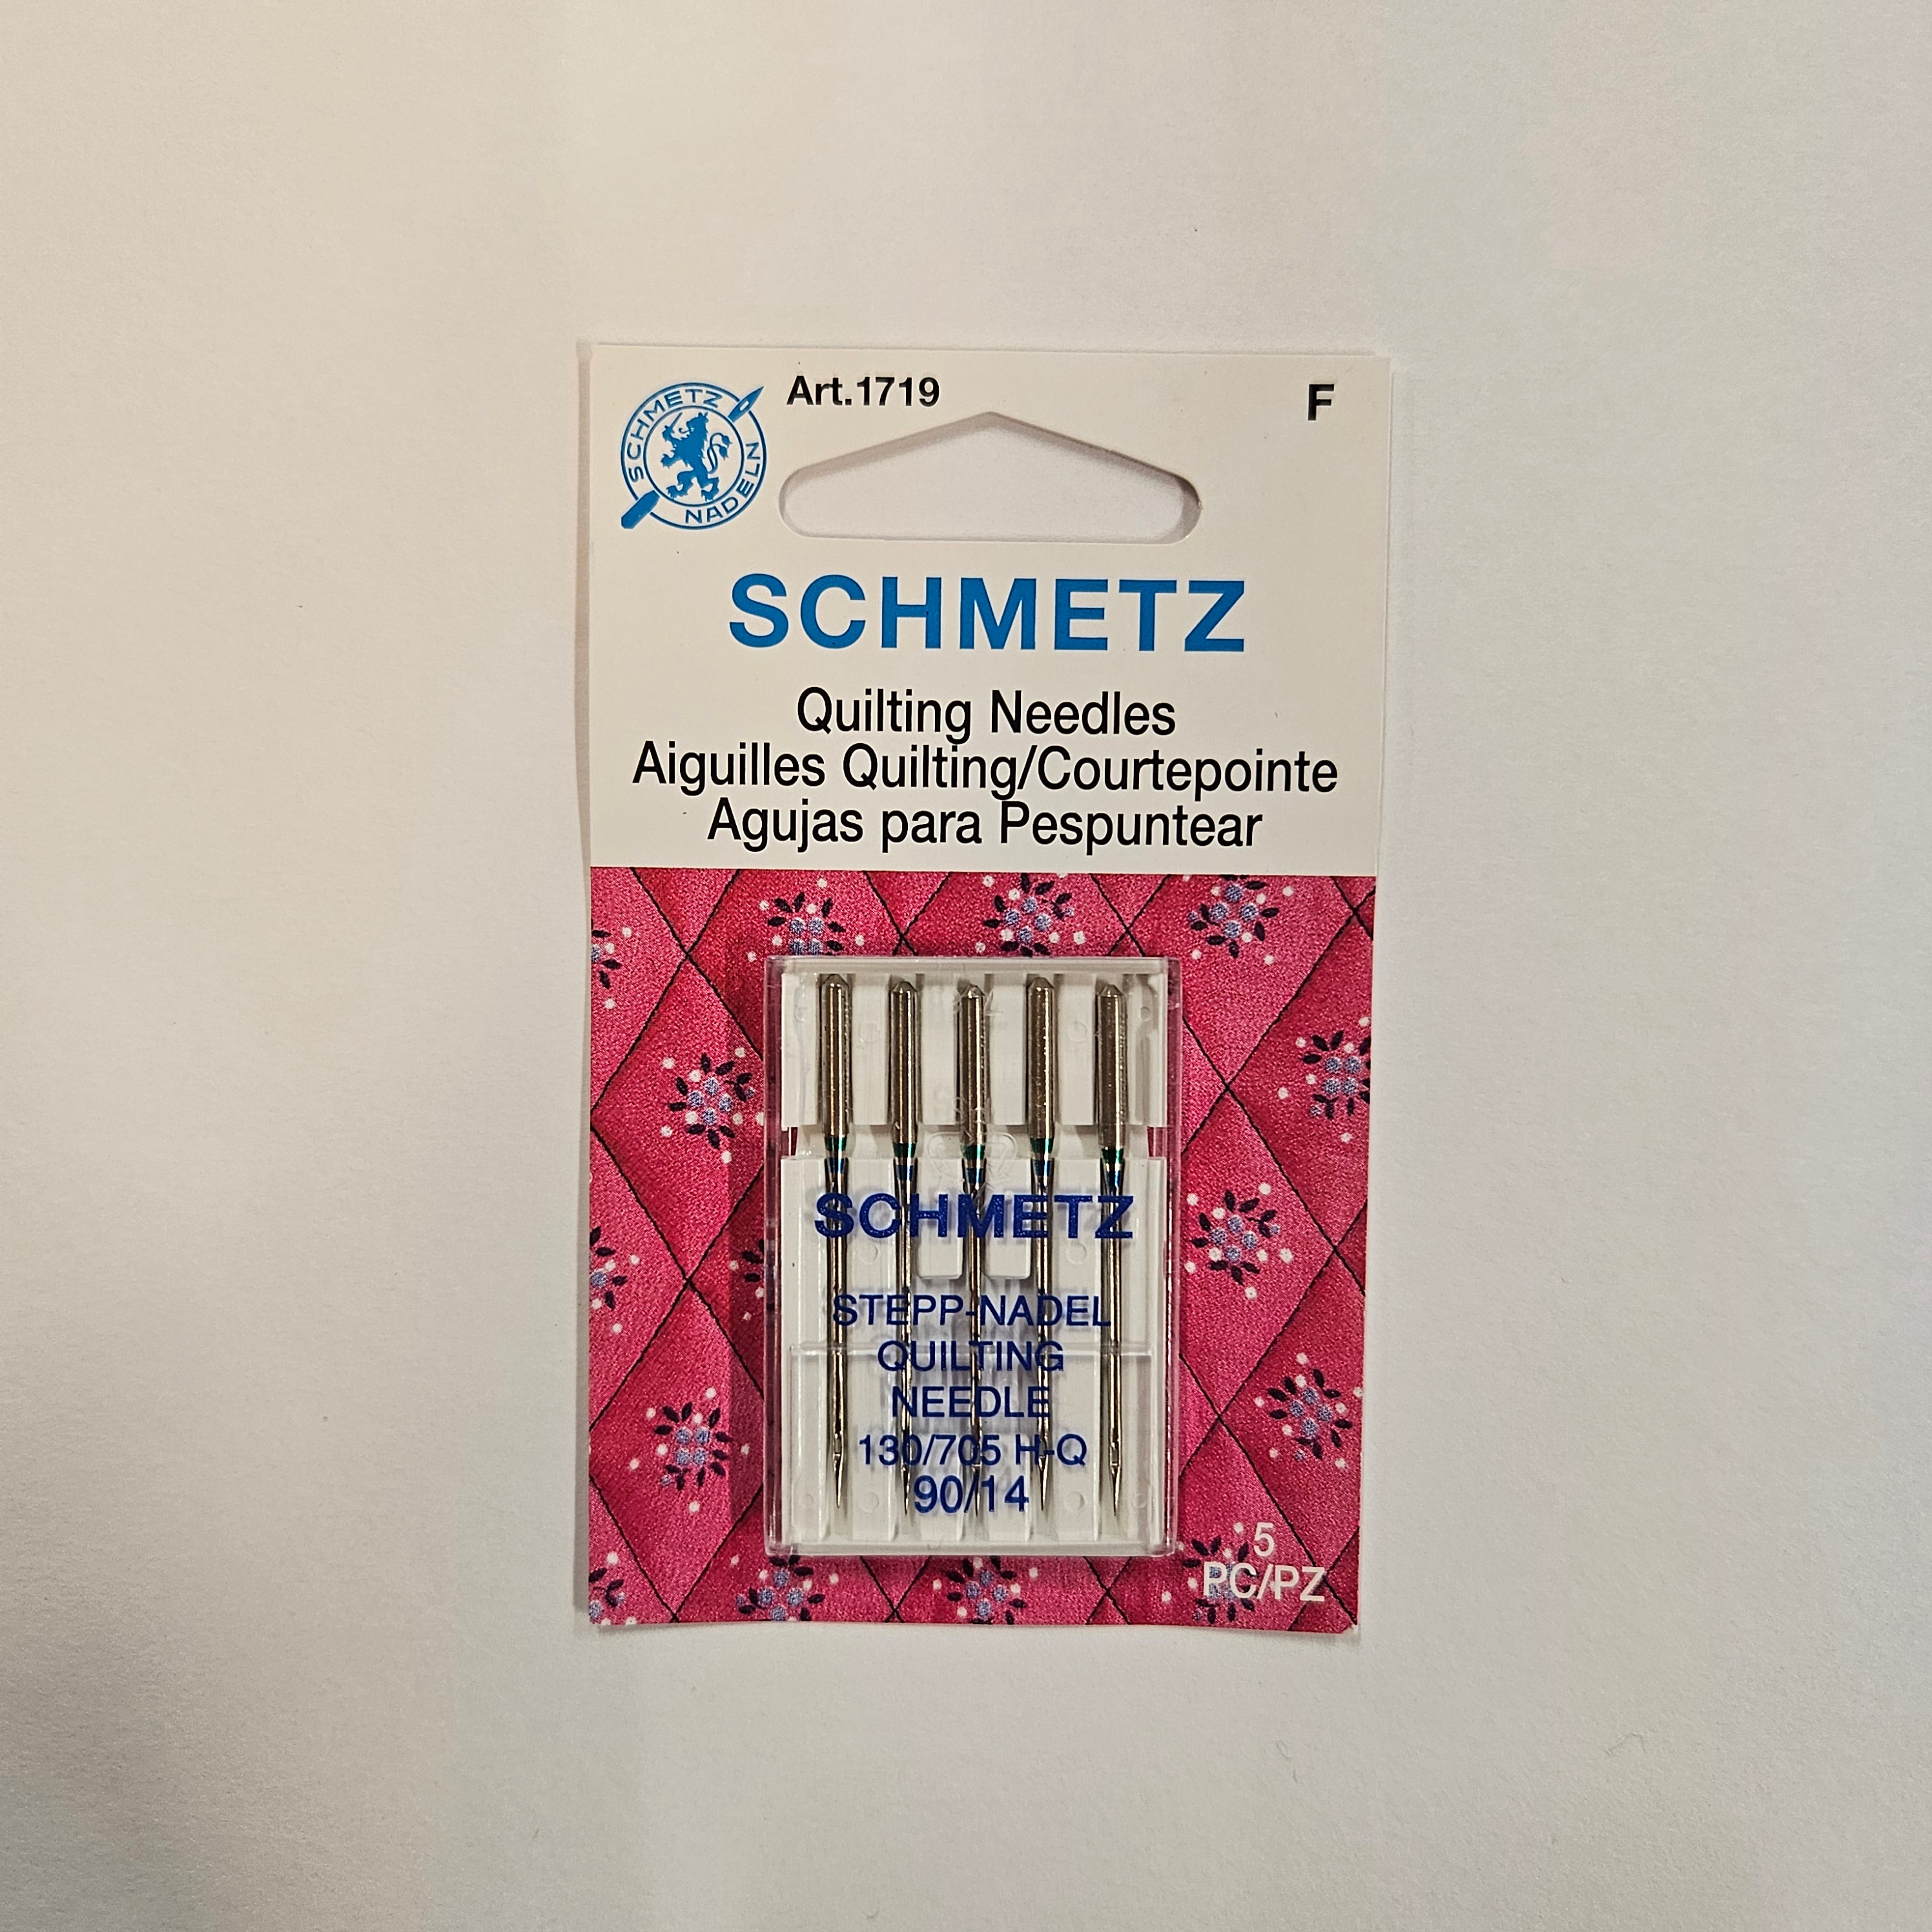 Art.1719
F
SCHMETZ
NADELN
SCHMETZ
Quilting Needles
Aiguilles Quilting/Courtepointe
Agujas para Pespuntear
SCHMETZ
STEPP-NADEL
QUILTING
NEEDLE
130/705 H-Q
90/14
5
PC/PZ